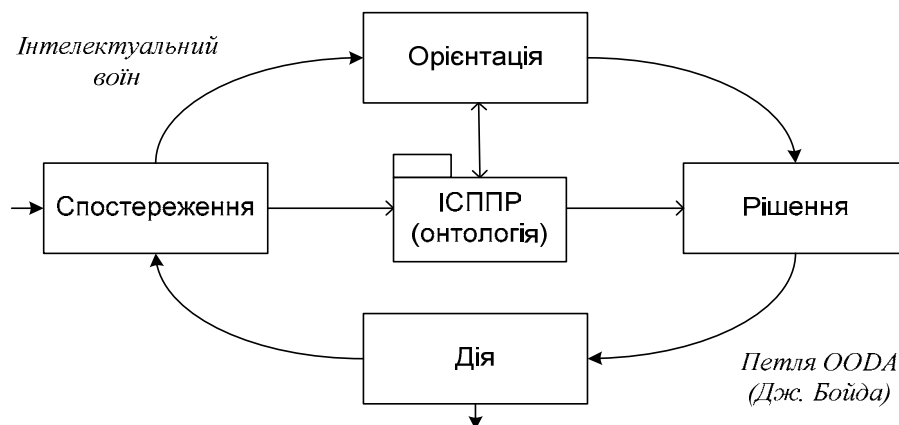 Інтелектуальний
воїн
Орієнтація
Спостереження
ІСППР
(онтологія)
Рішення
Дія
Петля OODA
(Дж. Бойда)